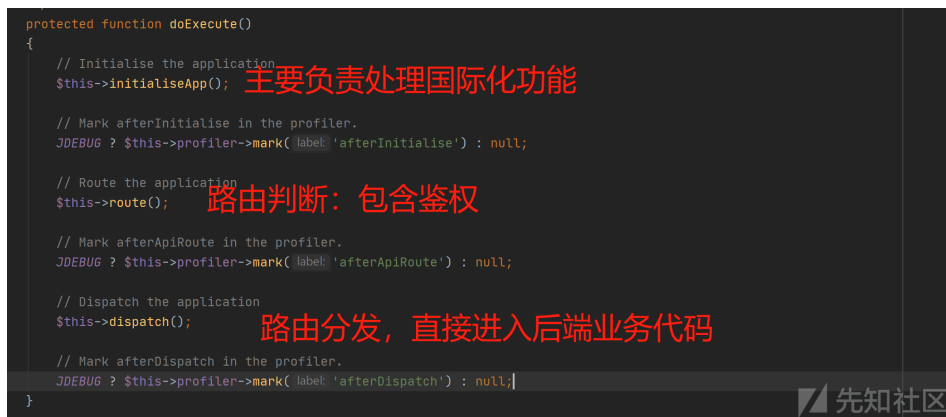 protected function doExecute()
{
// Initialise the application
$this->initialiseApp(); 主要负责处理国际化功能
// Mark afterInitialise in the profiler.
JDEBUG ? $this->profiler->mark( label: 'afterInitialise') : null;
// Route the application
$this->route(); 路由判断：包含鉴权
// Mark afterApiRoute in the profiler.
JDEBUG ? $this->profiler->mark( label: 'afterApiRoute') : null;
// Dispatch the application
$this->dispatch(); 路由分发，直接进入后端业务代码
// Mark afterDispatch in the profiler.
JDEBUG ? $this->profiler->mark( label: 'afterDispatch') : null;
}
先知社区